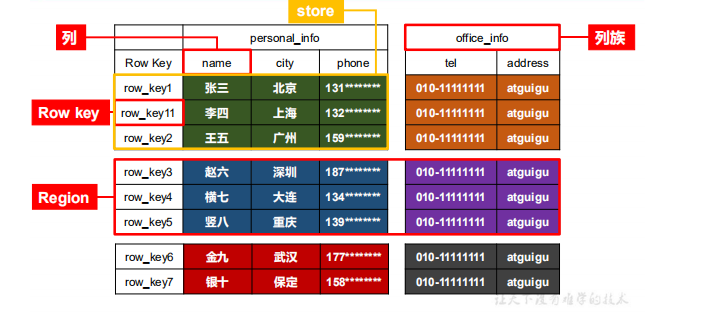 store
列
personal_info
office_info
列族
Row Key name city phone tel address
row_key1 张三 北京 131******** 010-11111111 atguigu
Row key
row_key11 李四 上海 132******** 010-11111111 atguigu
row_key2 王五 广州 159******** 010-11111111 atguigu
row_key3 赵六 深圳 187******** 010-11111111 atguigu
Region
row_key4 横七 大连 134******** 010-11111111 atguigu
row_key5 竖八 重庆 139******** 010-11111111 atguigu
row_key6 金九 武汉 177******** 010-11111111 atguigu
row_key7 银十 保定 158******** 010-11111111 atguigu
让天下没有难学的技术